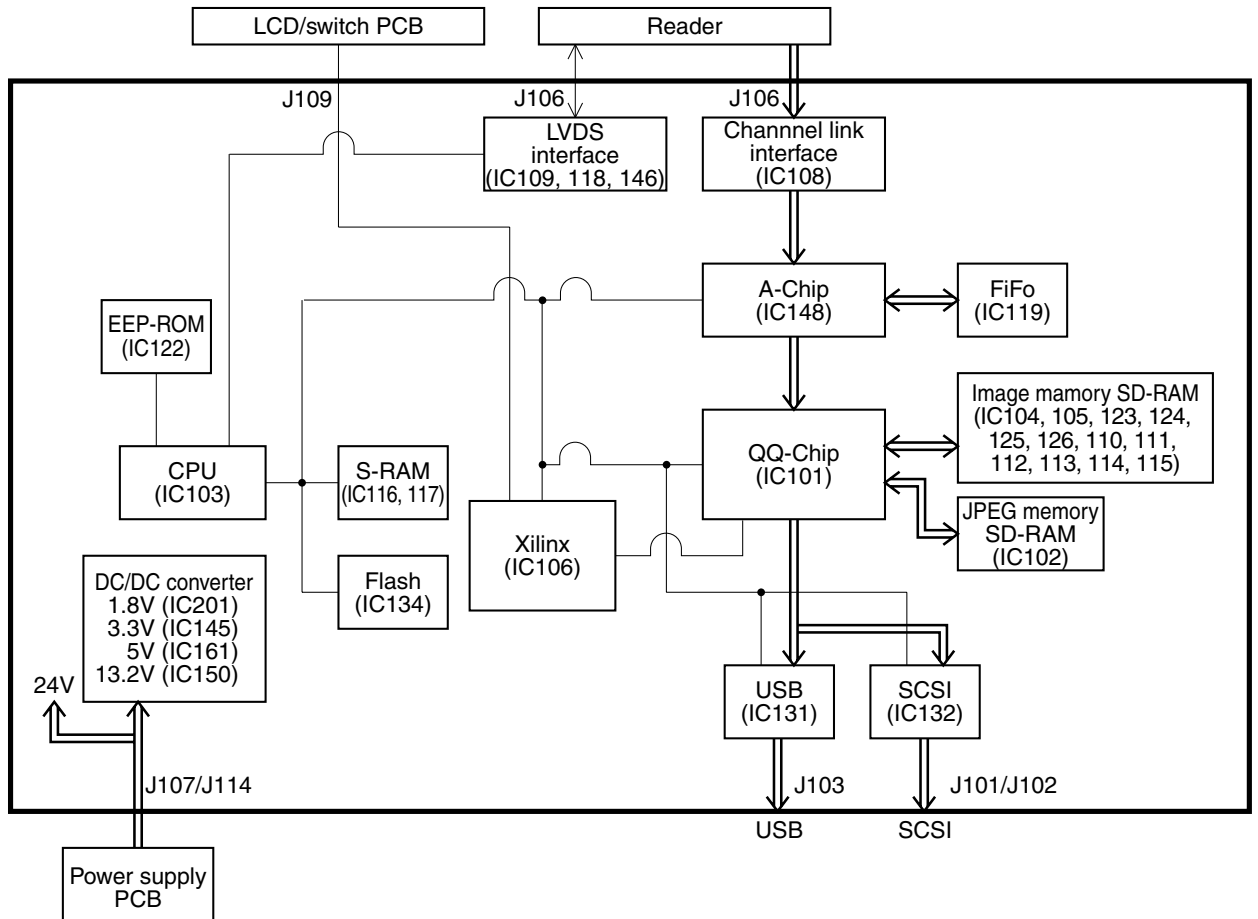 LCD/switch PCB
Reader
J109
J106
J106
LVDS
interface
(IC109, 118, 146)
Channnel link
interface
(IC108)
A-Chip
(IC148)
FiFo
(IC119)
EEP-ROM
(IC122)
Image mamory SD-RAM
(IC104, 105, 123, 124,
125, 126, 110, 111,
112, 113, 114, 115)
QQ-Chip
(IC101)
CPU
(IC103)
S-RAM
(IC116, 117)
JPEG memory
SD-RAM
(IC102)
Xilinx
(IC106)
Flash
(IC134)
DC/DC converter
1.8V (IC201)
3.3V (IC145)
5V (IC161)
13.2V (IC150)
24V
USB
(IC131)
SCSI
(IC132)
J107/J114
J103
J101/J102
USB
SCSI
Power supply
PCB